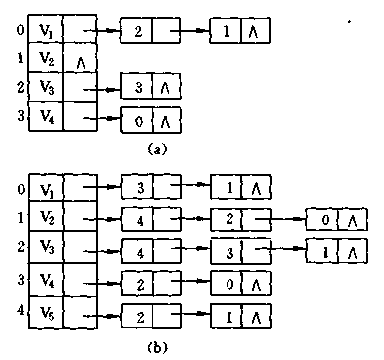 0 V₁ 2 1 Λ
1 V₂ Λ
2 V₃ 3 Λ
3 V₄ 0 Λ
(a)
0 V₁ 3 1 Λ
1 V₂ 4 2 0 Λ
2 V₃ 4 3 1 Λ
3 V₄ 2 0 Λ
4 V₅ 2 1 Λ
(b)